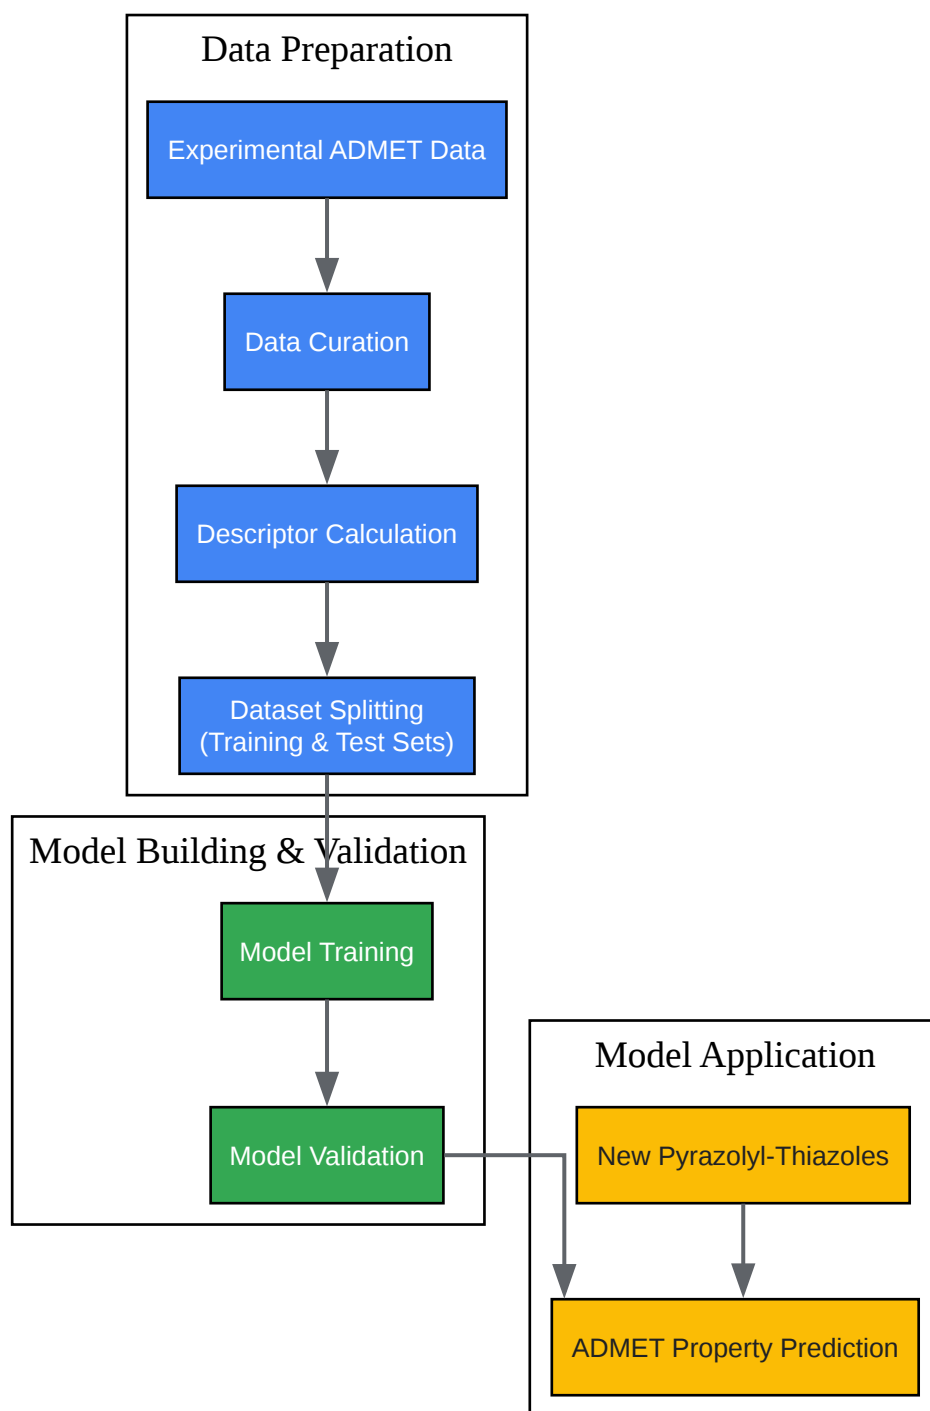 Data Preparation
Experimental ADMET Data
Data Curation
Descriptor Calculation
Dataset Splitting
(Training & Test Sets)
Model Building & Validation
Model Training
Model Validation
Model Application
New Pyrazolyl-Thiazoles
ADMET Property Prediction